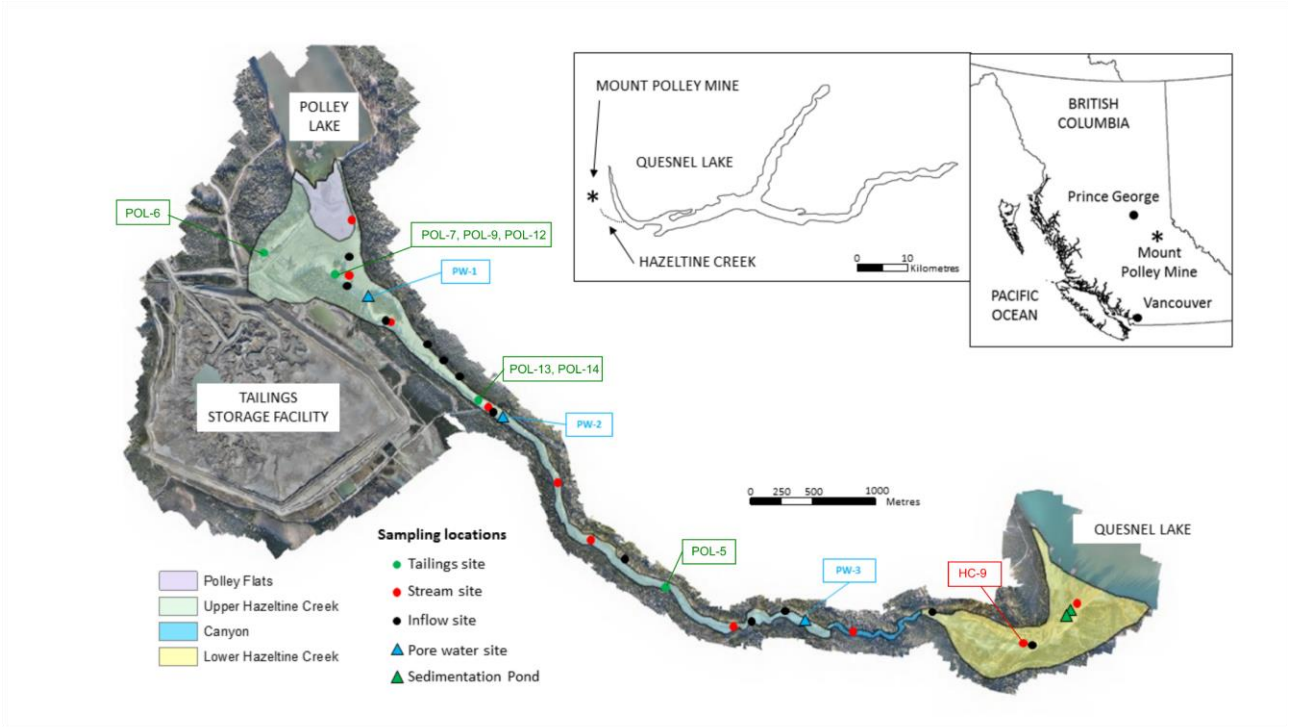 POLLEY
LAKE
POL-6
POL-7, POL-9, POL-12
PW-1
POL-13, POL-14
PW-2
TAILINGS
STORAGE FACILITY
POL-5
PW-3
HC-9
QUESNEL LAKE
0 250 500 1000
Metres
Sampling locations
Tailings site
Stream site
Inflow site
Pore water site
Sedimentation Pond
Polley Flats
Upper Hazeltine Creek
Canyon
Lower Hazeltine Creek
MOUNT POLLEY MINE
QUESNEL LAKE
*
HAZELTINE CREEK
0 10
Kilometres
BRITISH
COLUMBIA
Prince George
*
Mount
Polley Mine
Vancouver
PACIFIC
OCEAN